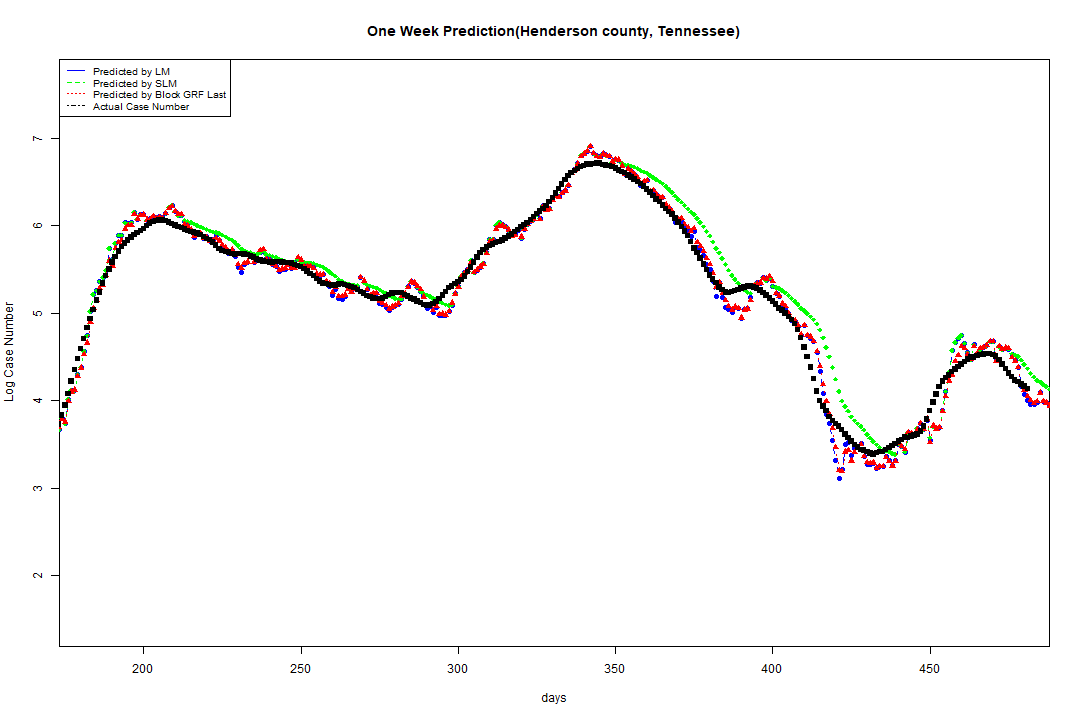 One Week Prediction(Henderson county, Tennessee)
Predicted by LM
Predicted by SLM
Predicted by Block GRF Last
Actual Case Number
7
6
5
4
3
2
Log Case Number
200 250 300 350 400 450
days